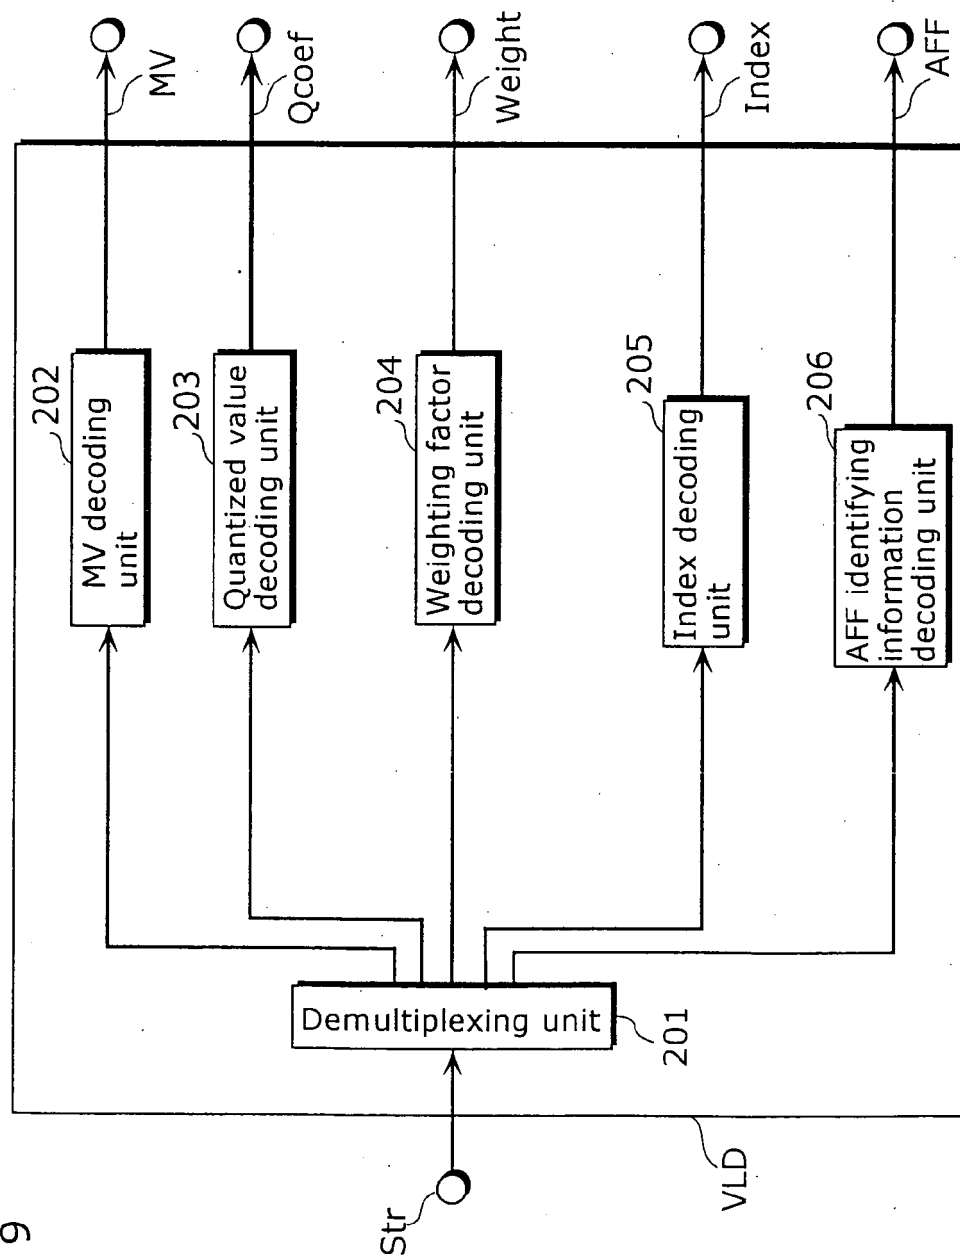 9
Str
VLD
Demultiplexing unit
201
202
MV decoding
unit
MV
203
Quantized value
decoding unit
Qcoef
204
Weighting factor
decoding unit
Weight
205
Index decoding
unit
Index
206
AFF identifying
information
decoding unit
AFF